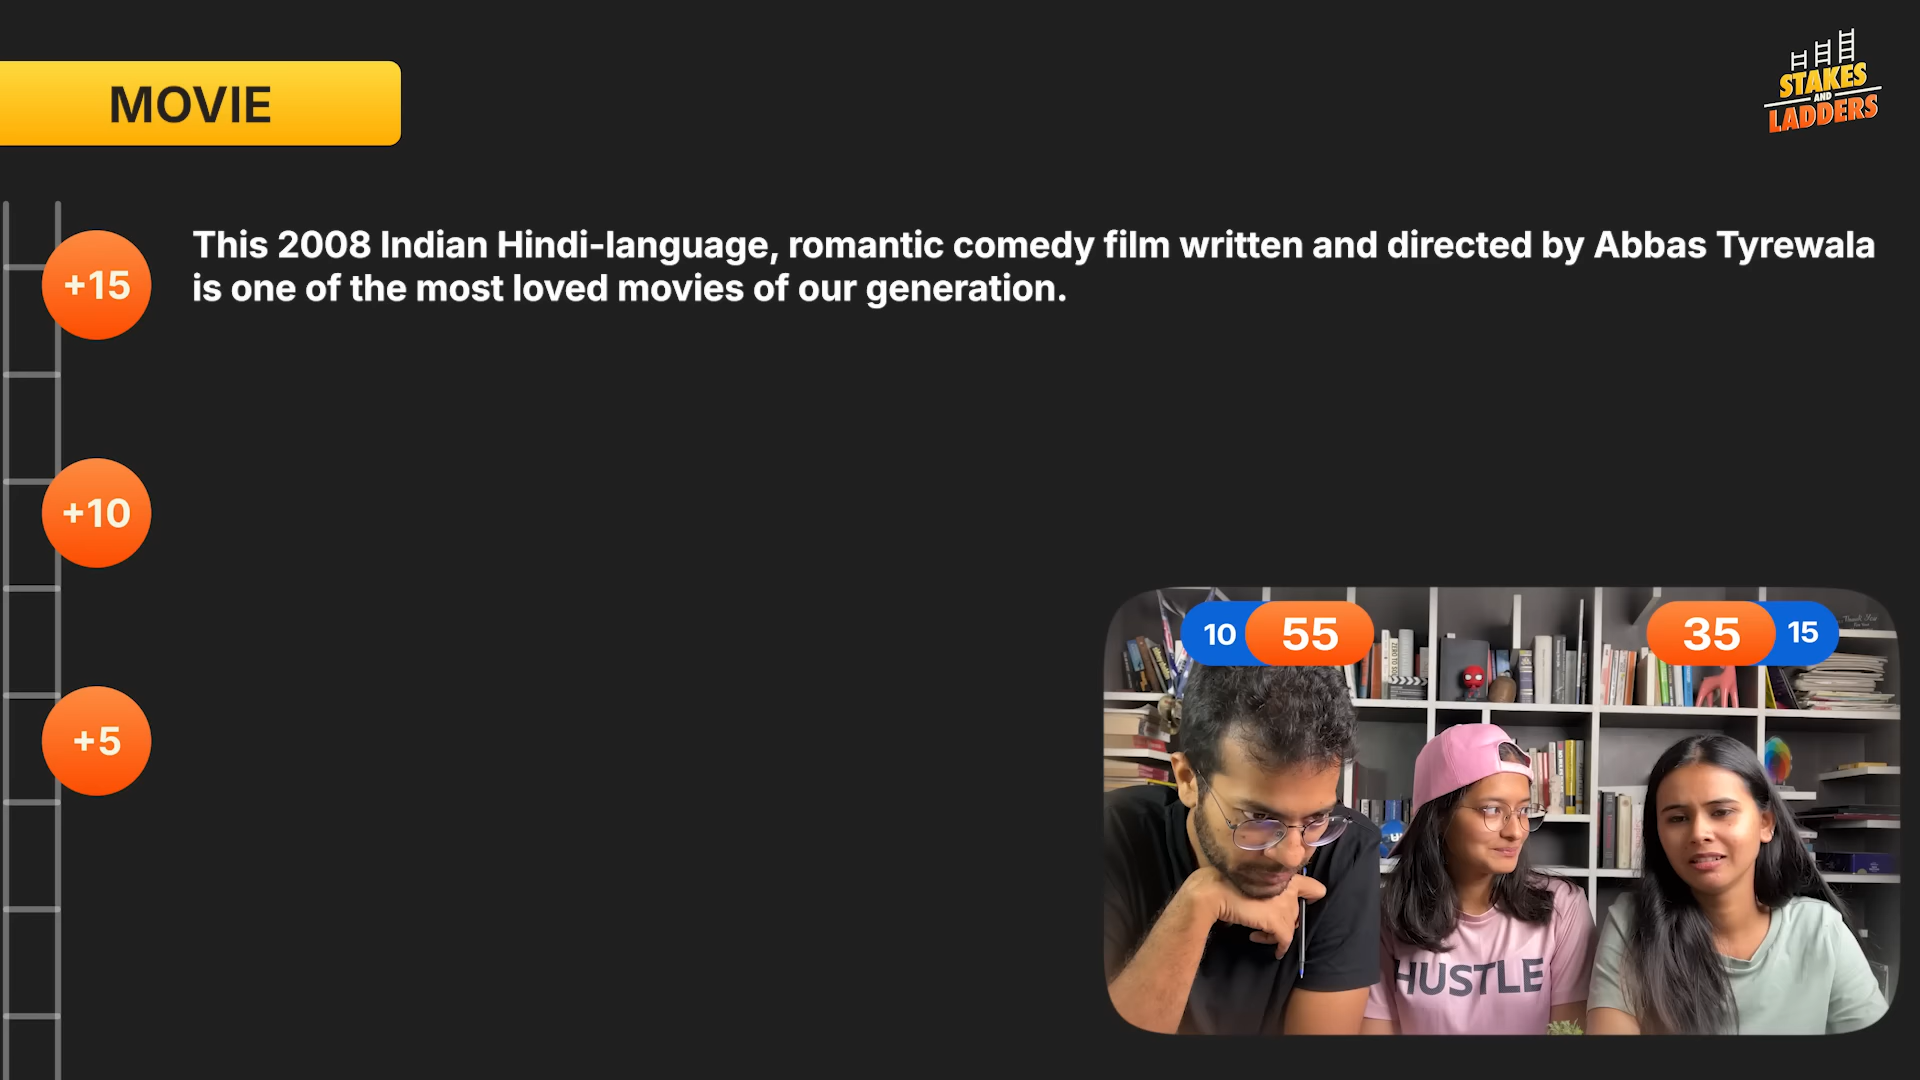 MOVIE
STAKES
AND
LADDERS
+15
This 2008 Indian Hindi-language, romantic comedy film written and directed by Abbas Tyrewala
is one of the most loved movies of our generation.
+10
+5
10
55
35
15
HUSTLE